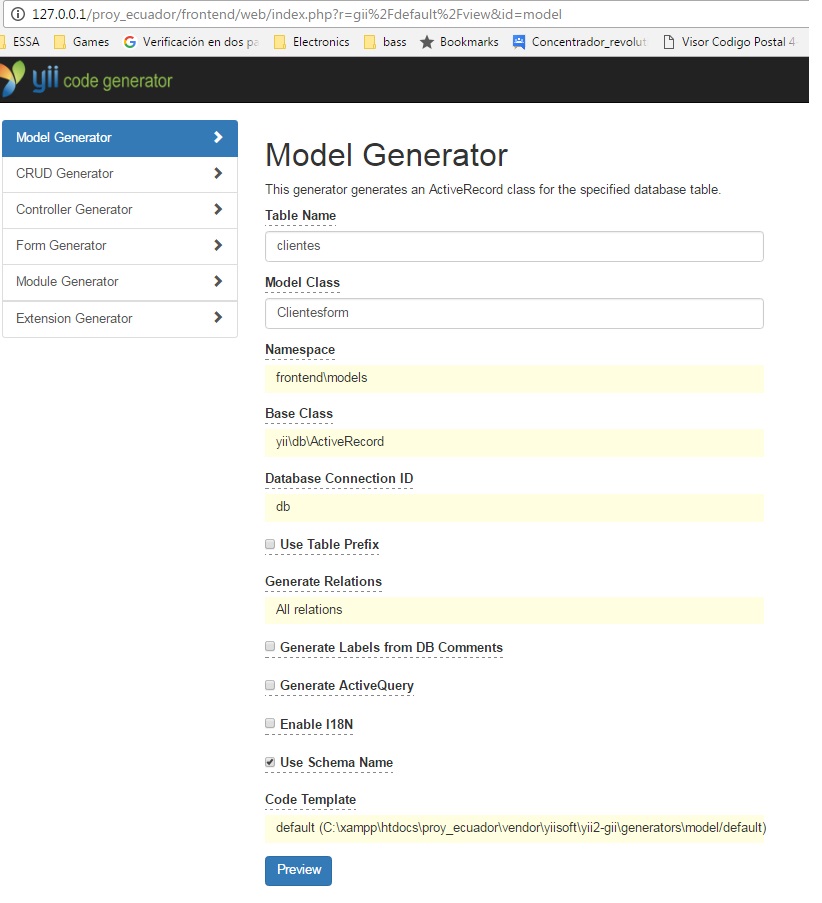 127.0.0.1/proy_ecuador/frontend/web/index.php?r=gii%2Fdefault%2Fview&id=model
ESSA Games Verificación en dos pa Electronics bass Bookmarks Concentrador_revolut Visor Codigo Postal 4
yii code generator
Model Generator
CRUD Generator
Controller Generator
Form Generator
Module Generator
Extension Generator
Model Generator
This generator generates an ActiveRecord class for the specified database table.
Table Name
clientes
Model Class
Clientesform
Namespace
frontend\models
Base Class
yii\db\ActiveRecord
Database Connection ID
db
Use Table Prefix
Generate Relations
All relations
Generate Labels from DB Comments
Generate ActiveQuery
Enable I18N
Use Schema Name
Code Template
default (C:\xampp\htdocs\proy_ecuador\vendor\yiisoft\yii2-gii\generators\model/default)
Preview